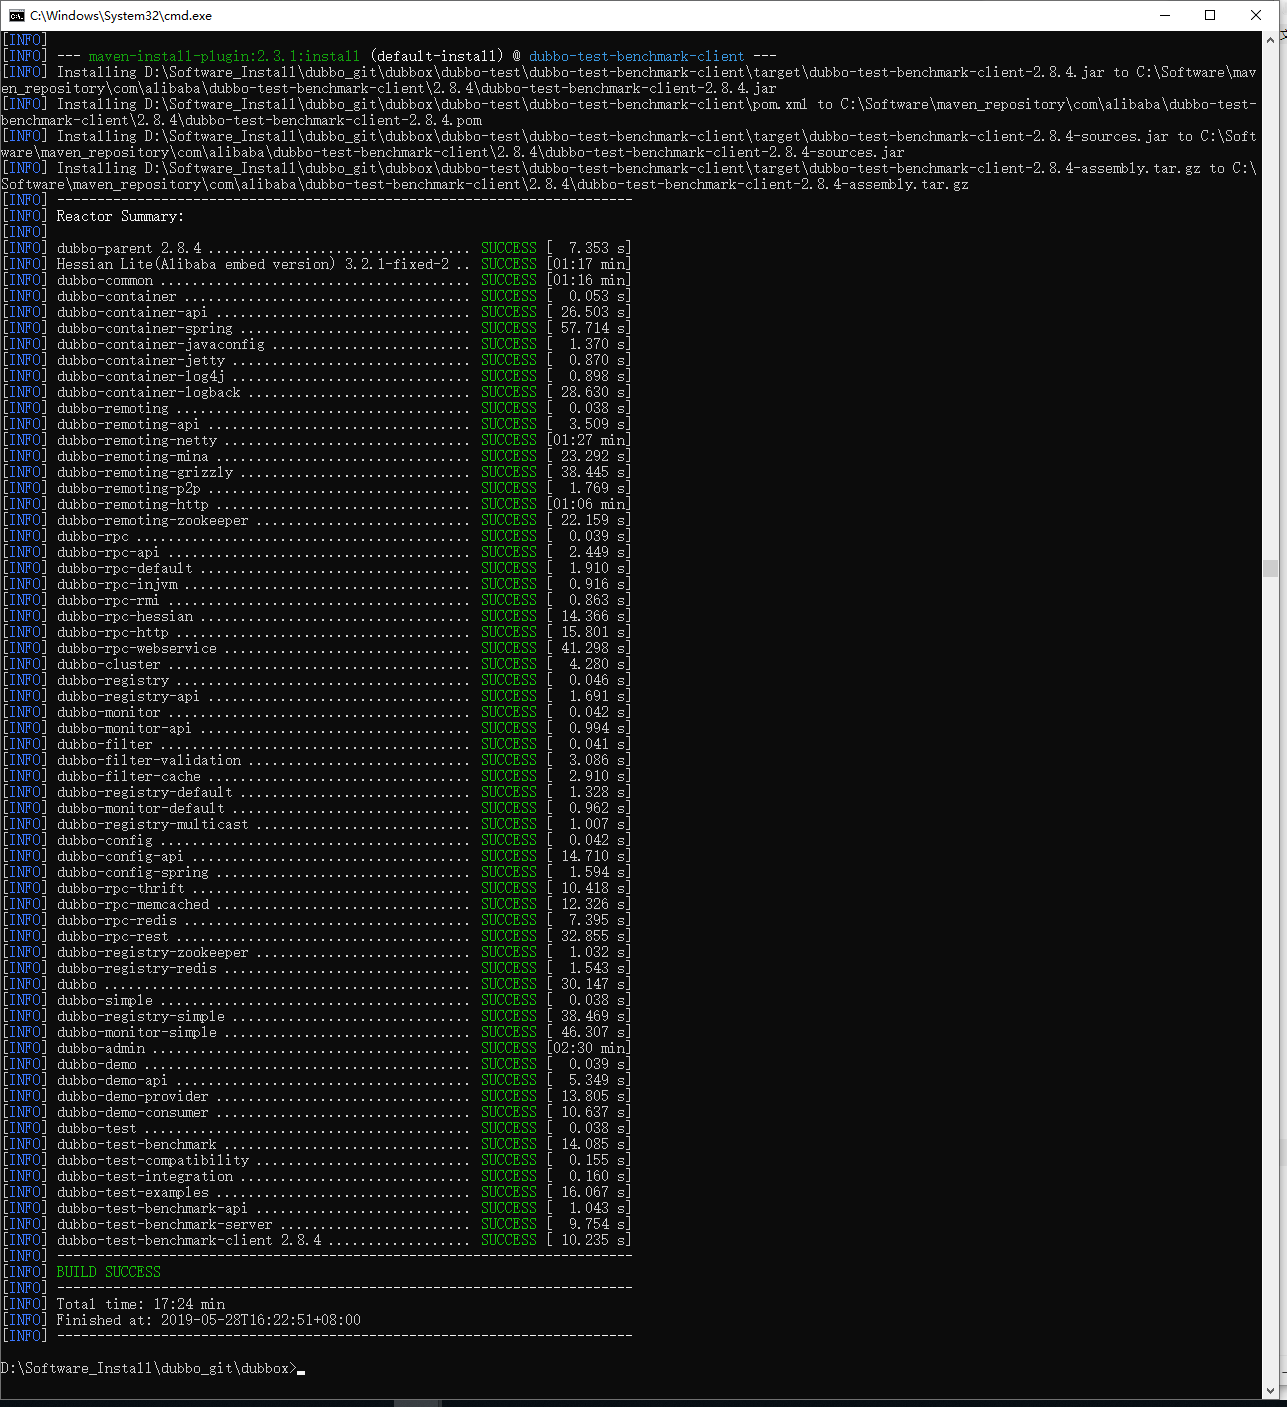 C:\Windows\System32\cmd.exe
[INFO]
[INFO] --- maven-install-plugin:2.3.1:install (default-install) @ dubbo-test-benchmark-client ---
[INFO] Installing D:\Software_Install\dubbo_git\dubbox\dubbo-test\dubbo-test-benchmark-client\target\dubbo-test-benchmark-client-2.8.4.jar to C:\Software\mav
en_repository\com\alibaba\dubbo-test-benchmark-client\2.8.4\dubbo-test-benchmark-client-2.8.4.jar
[INFO] Installing D:\Software_Install\dubbo_git\dubbox\dubbo-test\dubbo-test-benchmark-client\pom.xml to C:\Software\maven_repository\com\alibaba\dubbo-test-
benchmark-client\2.8.4\dubbo-test-benchmark-client-2.8.4.pom
[INFO] Installing D:\Software_Install\dubbo_git\dubbox\dubbo-test\dubbo-test-benchmark-client\target\dubbo-test-benchmark-client-2.8.4-sources.jar to C:\Soft
ware\maven_repository\com\alibaba\dubbo-test-benchmark-client\2.8.4\dubbo-test-benchmark-client-2.8.4-sources.jar
[INFO] Installing D:\Software_Install\dubbo_git\dubbox\dubbo-test\dubbo-test-benchmark-client\target\dubbo-test-benchmark-client-2.8.4-assembly.tar.gz to C:\
Software\maven_repository\com\alibaba\dubbo-test-benchmark-client\2.8.4\dubbo-test-benchmark-client-2.8.4-assembly.tar.gz
[INFO] ------------------------------------------------------------------------
[INFO] Reactor Summary:
[INFO]
[INFO] dubbo-parent 2.8.4 ................................. SUCCESS [  7.353 s]
[INFO] Hessian Lite(Alibaba embed version) 3.2.1-fixed-2 .. SUCCESS [01:17 min]
[INFO] dubbo-common ....................................... SUCCESS [01:16 min]
[INFO] dubbo-container .................................... SUCCESS [  0.053 s]
[INFO] dubbo-container-api ................................ SUCCESS [ 26.503 s]
[INFO] dubbo-container-spring ............................. SUCCESS [ 57.714 s]
[INFO] dubbo-container-javaconfig ......................... SUCCESS [  1.370 s]
[INFO] dubbo-container-jetty .............................. SUCCESS [  0.870 s]
[INFO] dubbo-container-log4j .............................. SUCCESS [  0.898 s]
[INFO] dubbo-container-logback ............................ SUCCESS [ 28.630 s]
[INFO] dubbo-remoting ..................................... SUCCESS [  0.038 s]
[INFO] dubbo-remoting-api ................................. SUCCESS [  3.509 s]
[INFO] dubbo-remoting-netty ............................... SUCCESS [01:27 min]
[INFO] dubbo-remoting-mina ................................ SUCCESS [ 23.292 s]
[INFO] dubbo-remoting-grizzly ............................. SUCCESS [ 38.445 s]
[INFO] dubbo-remoting-p2p ................................. SUCCESS [  1.769 s]
[INFO] dubbo-remoting-http ................................ SUCCESS [01:06 min]
[INFO] dubbo-remoting-zookeeper ........................... SUCCESS [ 22.159 s]
[INFO] dubbo-rpc .......................................... SUCCESS [  0.039 s]
[INFO] dubbo-rpc-api ...................................... SUCCESS [  2.449 s]
[INFO] dubbo-rpc-default .................................. SUCCESS [  1.910 s]
[INFO] dubbo-rpc-injvm .................................... SUCCESS [  0.916 s]
[INFO] dubbo-rpc-rmi ...................................... SUCCESS [  0.863 s]
[INFO] dubbo-rpc-hessian .................................. SUCCESS [ 14.366 s]
[INFO] dubbo-rpc-http ..................................... SUCCESS [ 15.801 s]
[INFO] dubbo-rpc-webservice ............................... SUCCESS [ 41.298 s]
[INFO] dubbo-cluster ...................................... SUCCESS [  4.280 s]
[INFO] dubbo-registry ..................................... SUCCESS [  0.046 s]
[INFO] dubbo-registry-api ................................. SUCCESS [  1.691 s]
[INFO] dubbo-monitor ...................................... SUCCESS [  0.042 s]
[INFO] dubbo-monitor-api .................................. SUCCESS [  0.994 s]
[INFO] dubbo-filter ....................................... SUCCESS [  0.041 s]
[INFO] dubbo-filter-validation ............................ SUCCESS [  3.086 s]
[INFO] dubbo-filter-cache ................................. SUCCESS [  2.910 s]
[INFO] dubbo-registry-default ............................. SUCCESS [  1.328 s]
[INFO] dubbo-monitor-default .............................. SUCCESS [  0.962 s]
[INFO] dubbo-registry-multicast ........................... SUCCESS [  1.007 s]
[INFO] dubbo-config ....................................... SUCCESS [  0.042 s]
[INFO] dubbo-config-api ................................... SUCCESS [ 14.710 s]
[INFO] dubbo-config-spring ................................ SUCCESS [  1.594 s]
[INFO] dubbo-rpc-thrift ................................... SUCCESS [ 10.418 s]
[INFO] dubbo-rpc-memcached ................................ SUCCESS [ 12.326 s]
[INFO] dubbo-rpc-redis .................................... SUCCESS [  7.395 s]
[INFO] dubbo-rpc-rest ..................................... SUCCESS [ 32.855 s]
[INFO] dubbo-registry-zookeeper ........................... SUCCESS [  1.032 s]
[INFO] dubbo-registry-redis ............................... SUCCESS [  1.543 s]
[INFO] dubbo .............................................. SUCCESS [ 30.147 s]
[INFO] dubbo-simple ....................................... SUCCESS [  0.038 s]
[INFO] dubbo-registry-simple .............................. SUCCESS [ 38.469 s]
[INFO] dubbo-monitor-simple ............................... SUCCESS [ 46.307 s]
[INFO] dubbo-admin ........................................ SUCCESS [02:30 min]
[INFO] dubbo-demo ......................................... SUCCESS [  0.039 s]
[INFO] dubbo-demo-api ..................................... SUCCESS [  5.349 s]
[INFO] dubbo-demo-provider ................................ SUCCESS [ 13.805 s]
[INFO] dubbo-demo-consumer ................................ SUCCESS [ 10.637 s]
[INFO] dubbo-test ......................................... SUCCESS [  0.038 s]
[INFO] dubbo-test-benchmark ............................... SUCCESS [ 14.085 s]
[INFO] dubbo-test-compatibility ........................... SUCCESS [  0.155 s]
[INFO] dubbo-test-integration ............................. SUCCESS [  0.160 s]
[INFO] dubbo-test-examples ................................ SUCCESS [ 16.067 s]
[INFO] dubbo-test-benchmark-api ........................... SUCCESS [  1.043 s]
[INFO] dubbo-test-benchmark-server ........................ SUCCESS [  9.754 s]
[INFO] dubbo-test-benchmark-client 2.8.4 .................. SUCCESS [ 10.235 s]
[INFO] ------------------------------------------------------------------------
[INFO] BUILD SUCCESS
[INFO] ------------------------------------------------------------------------
[INFO] Total time: 17:24 min
[INFO] Finished at: 2019-05-28T16:22:51+08:00
[INFO] ------------------------------------------------------------------------
D:\Software_Install\dubbo_git\dubbox>